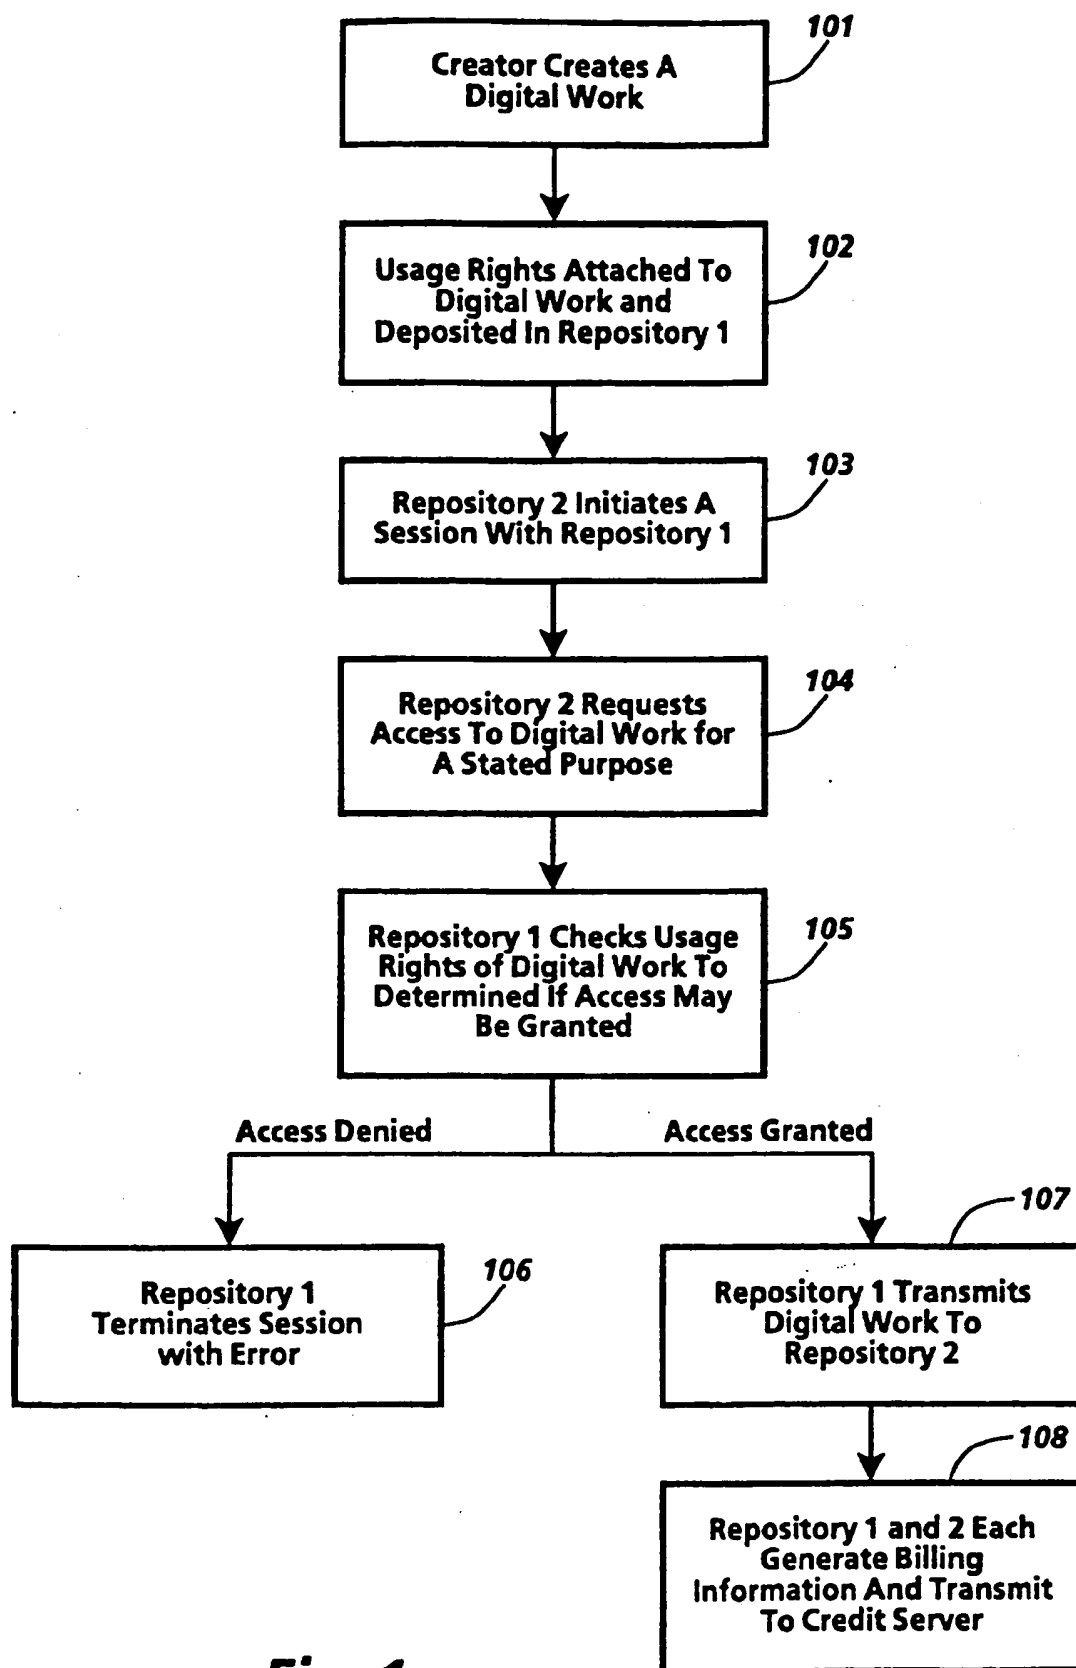 101
Creator Creates A
Digital Work
102
Usage Rights Attached To
Digital Work and
Deposited In Repository 1
103
Repository 2 Initiates A
Session With Repository 1
104
Repository 2 Requests
Access To Digital Work for
A Stated Purpose
105
Repository 1 Checks Usage
Rights of Digital Work To
Determined If Access May
Be Granted
Access Denied
Access Granted
106
Repository 1
Terminates Session
with Error
107
Repository 1 Transmits
Digital Work To
Repository 2
108
Repository 1 and 2 Each
Generate Billing
Information And Transmit
To Credit Server
Fig. 1